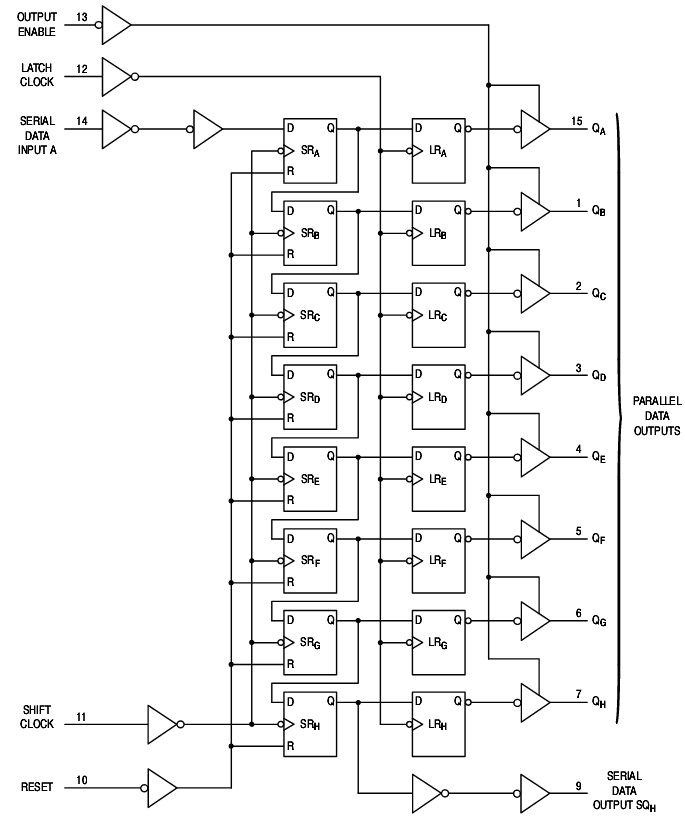 OUTPUT 13
ENABLE
LATCH 12
CLOCK
SERIAL 14
DATA
INPUT A
D Q D Q 15 QA
SRA LRA
R
D Q D Q 1 QB
SRB LRB
R
D Q D Q 2 QC
SRC LRC
R
D Q D Q 3 QD
SRD LRD
R
PARALLEL
DATA
OUTPUTS
D Q D Q 4 QE
SRE LRE
R
D Q D Q 5 QF
SRF LRF
R
D Q D Q 6 QG
SRG LRG
R
D Q D Q 7 QH
SHIFT 11
CLOCK
SRH LRH
R
RESET 10
9 SERIAL
DATA
OUTPUT SQH